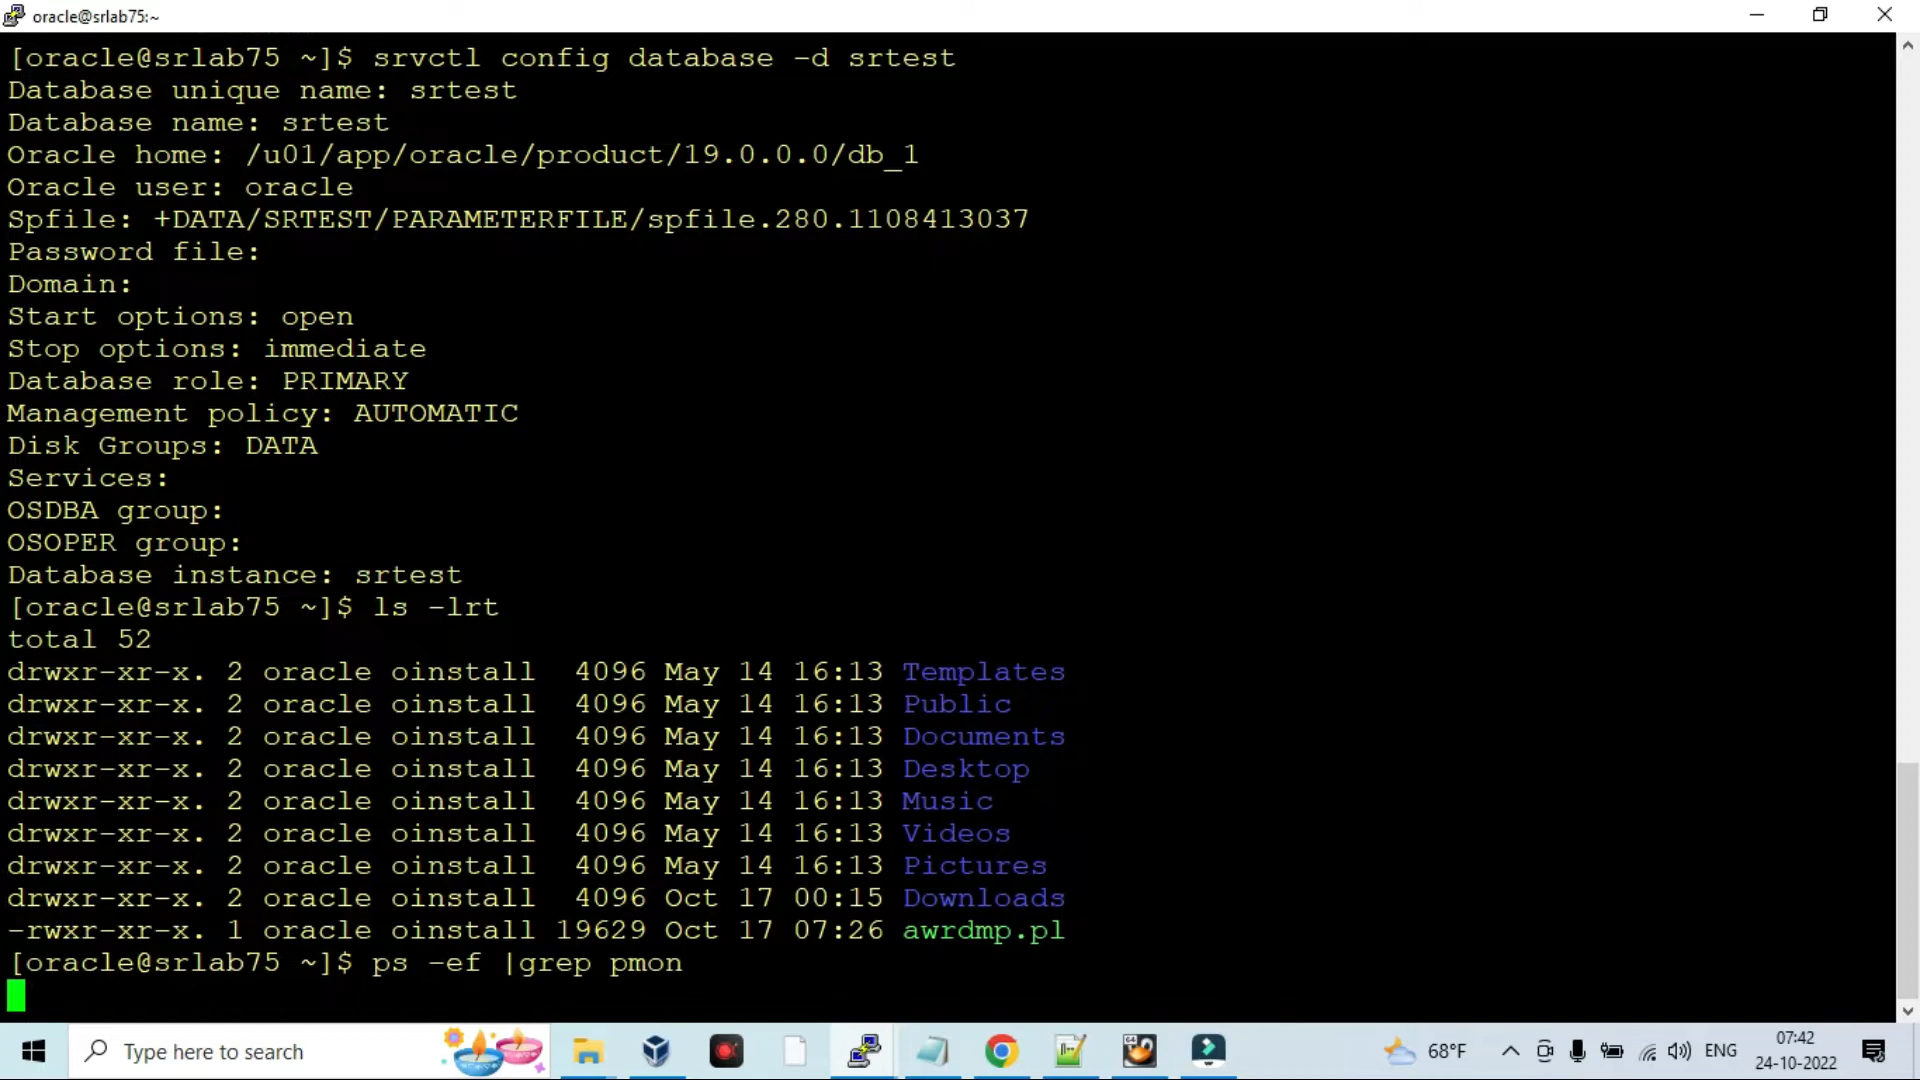 oracle@srlab75:~
[oracle@srlab75 ~]$ srvctl config database -d srtest
Database unique name: srtest
Database name: srtest
Oracle home: /u01/app/oracle/product/19.0.0.0/db_1
Oracle user: oracle
Spfile: +DATA/SRTEST/PARAMETERFILE/spfile.280.1108413037
Password file:
Domain:
Start options: open
Stop options: immediate
Database role: PRIMARY
Management policy: AUTOMATIC
Disk Groups: DATA
Services:
OSDBA group:
OSOPER group:
Database instance: srtest
[oracle@srlab75 ~]$ ls -lrt
total 52
drwxr-xr-x. 2 oracle oinstall  4096 May 14 16:13 Templates
drwxr-xr-x. 2 oracle oinstall  4096 May 14 16:13 Public
drwxr-xr-x. 2 oracle oinstall  4096 May 14 16:13 Documents
drwxr-xr-x. 2 oracle oinstall  4096 May 14 16:13 Desktop
drwxr-xr-x. 2 oracle oinstall  4096 May 14 16:13 Music
drwxr-xr-x. 2 oracle oinstall  4096 May 14 16:13 Videos
drwxr-xr-x. 2 oracle oinstall  4096 May 14 16:13 Pictures
drwxr-xr-x. 2 oracle oinstall  4096 Oct 17 00:15 Downloads
-rwxr-xr-x. 1 oracle oinstall 19629 Oct 17 07:26 awrdmp.pl
[oracle@srlab75 ~]$ ps -ef |grep pmon
Type here to search
68°F
ENG
07:42
24-10-2022